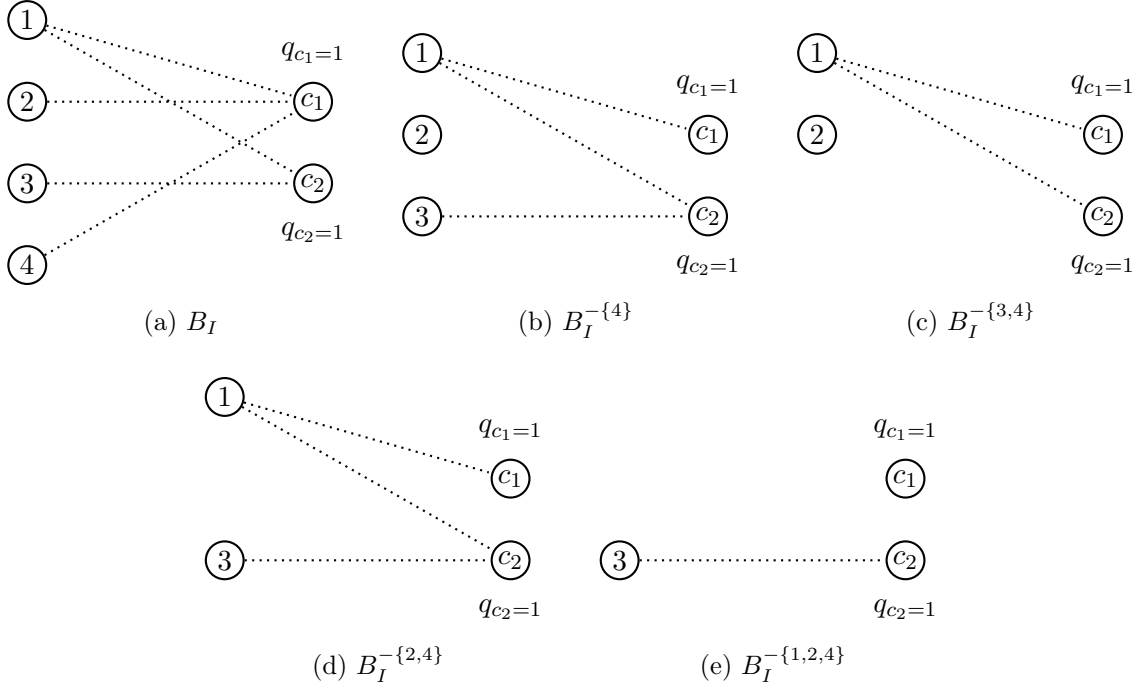 1
q_{c_1=1}
2
c_1
3
c_2
4
q_{c_2=1}
(a) B_I
1
q_{c_1=1}
2
c_1
3
c_2
q_{c_2=1}
(b) B_I^{-\{4\}}
1
q_{c_1=1}
2
c_1
c_2
q_{c_2=1}
(c) B_I^{-\{3,4\}}
1
q_{c_1=1}
c_1
3
c_2
q_{c_2=1}
(d) B_I^{-\{2,4\}}
q_{c_1=1}
c_1
3
c_2
q_{c_2=1}
(e) B_I^{-\{1,2,4\}}